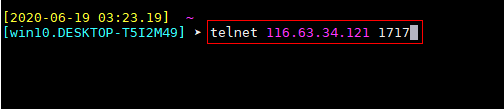 [2020-06-19 03:23.19] ~
[win10.DESKTOP-T5I2M49] ➤ telnet 116.63.34.121 1717